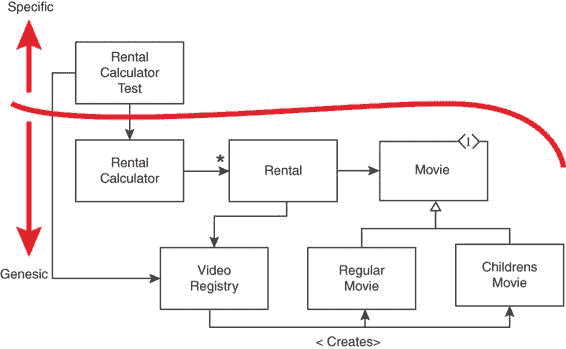 Specific
Rental
Calculator
Test
Rental
Calculator
*
Rental
<I>
Movie
Genesic
Video
Registry
Regular
Movie
Childrens
Movie
< Creates>